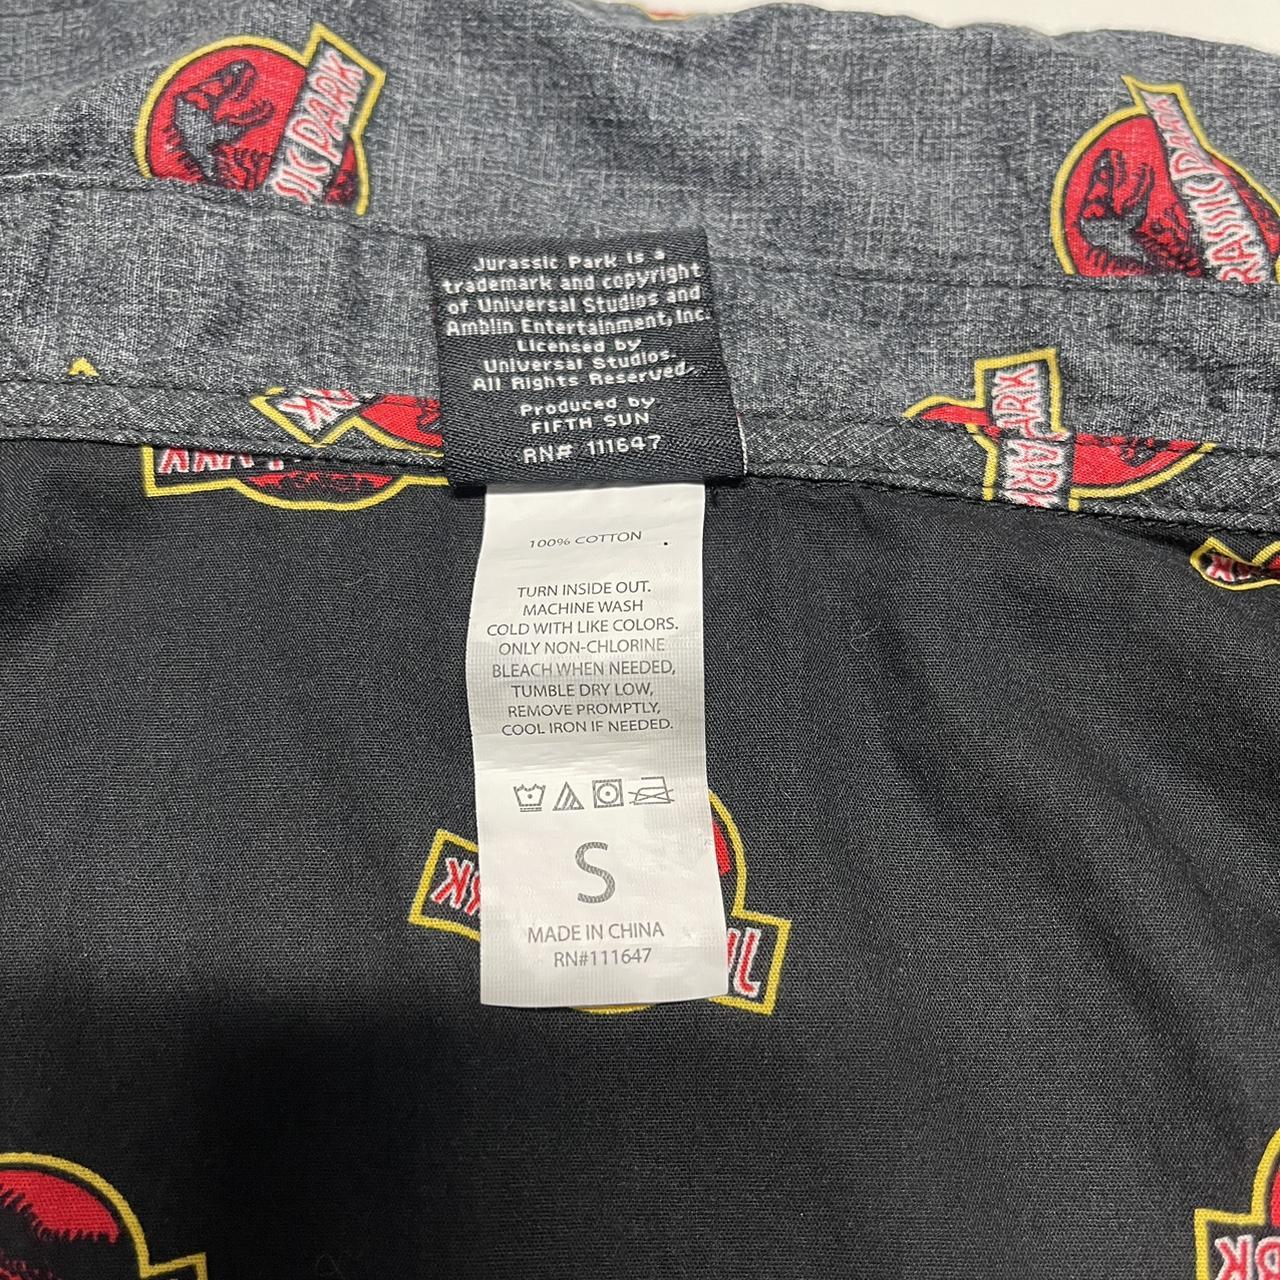 JURASSIC PARK
RASSIC PARK
Jurassic Park is a
trademark and copyright
of Universal Studios and
Amblin Entertainment, Inc.
Licensed by
Universal Studios.
All Rights Reserved.
Produced by
FIFTH SUN
RN# 111647
PARK
ARK
100% COTTON
TURN INSIDE OUT.
MACHINE WASH
COLD WITH LIKE COLORS.
ONLY NON-CHLORINE
BLEACH WHEN NEEDED,
TUMBLE DRY LOW,
REMOVE PROMPTLY,
COOL IRON IF NEEDED.
S
MADE IN CHINA
RN#111647